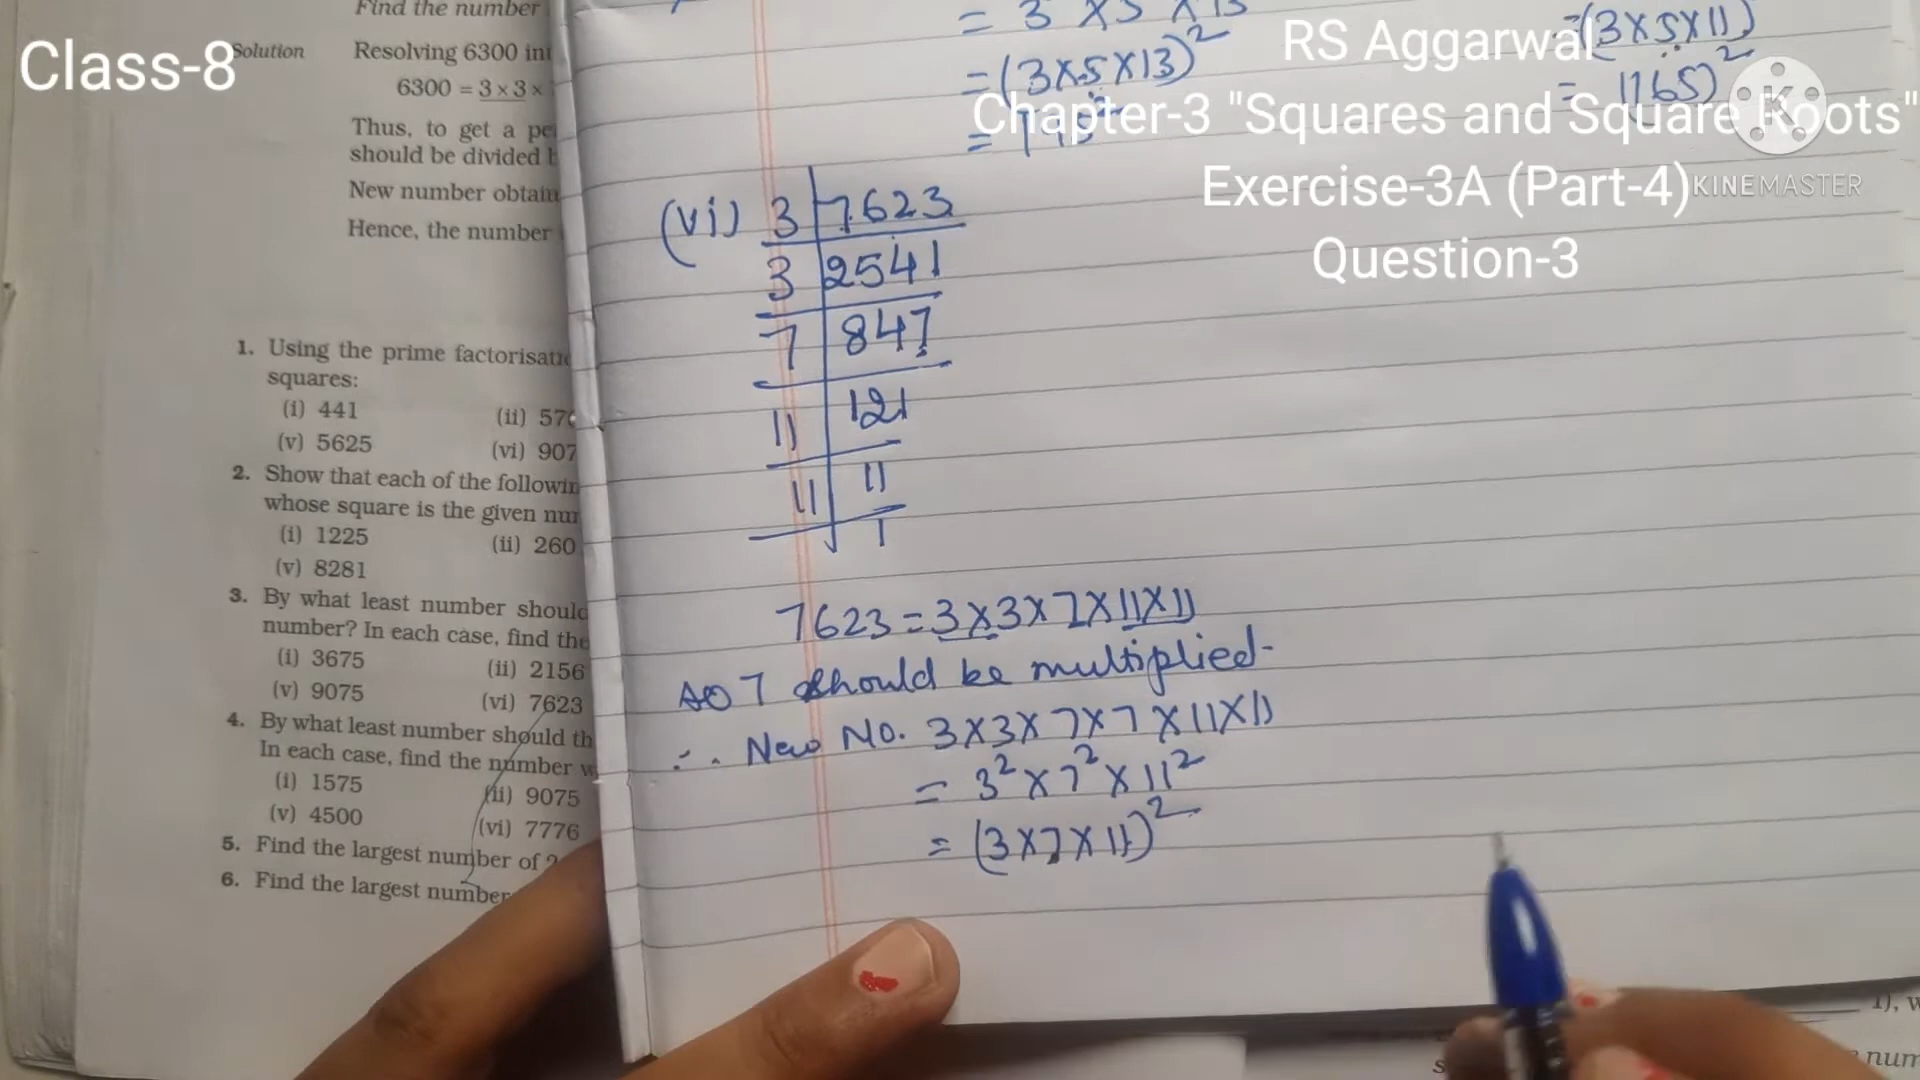 Class-8
RS Aggarwal
Chapter-3 "Squares and Square Roots"
Exercise-3A (Part-4)
Question-3
KINEMASTER
Find the number
Solution Resolving 6300 in
6300 = 3 × 3 ×
Thus, to get a pe
should be divided
New number obtain
Hence, the number
1. Using the prime factorisati
squares:
(i) 441 (ii) 57
(v) 5625 (vi) 907
2. Show that each of the followin
whose square is the given nu
(i) 1225 (ii) 260
(v) 8281
3. By what least number should
number? In each case, find the
(i) 3675 (ii) 2156
(v) 9075 (vi) 7623
4. By what least number should th
In each case, find the number w
(i) 1575 (ii) 9075
(v) 4500 (vi) 7776
5. Find the largest number of 2
6. Find the largest number
= (3×5×13)²
=(3×5×11)²
= (165)²
(vi) 3 | 7623
3 | 2541
7 | 847
11 | 121
11 | 11
1
7623 = 3×3×7×11×11
so 7 should be multiplied-
∴ New No. 3×3×7×7×11×11
= 3²×7²×11²
= (3×7×11)²
num